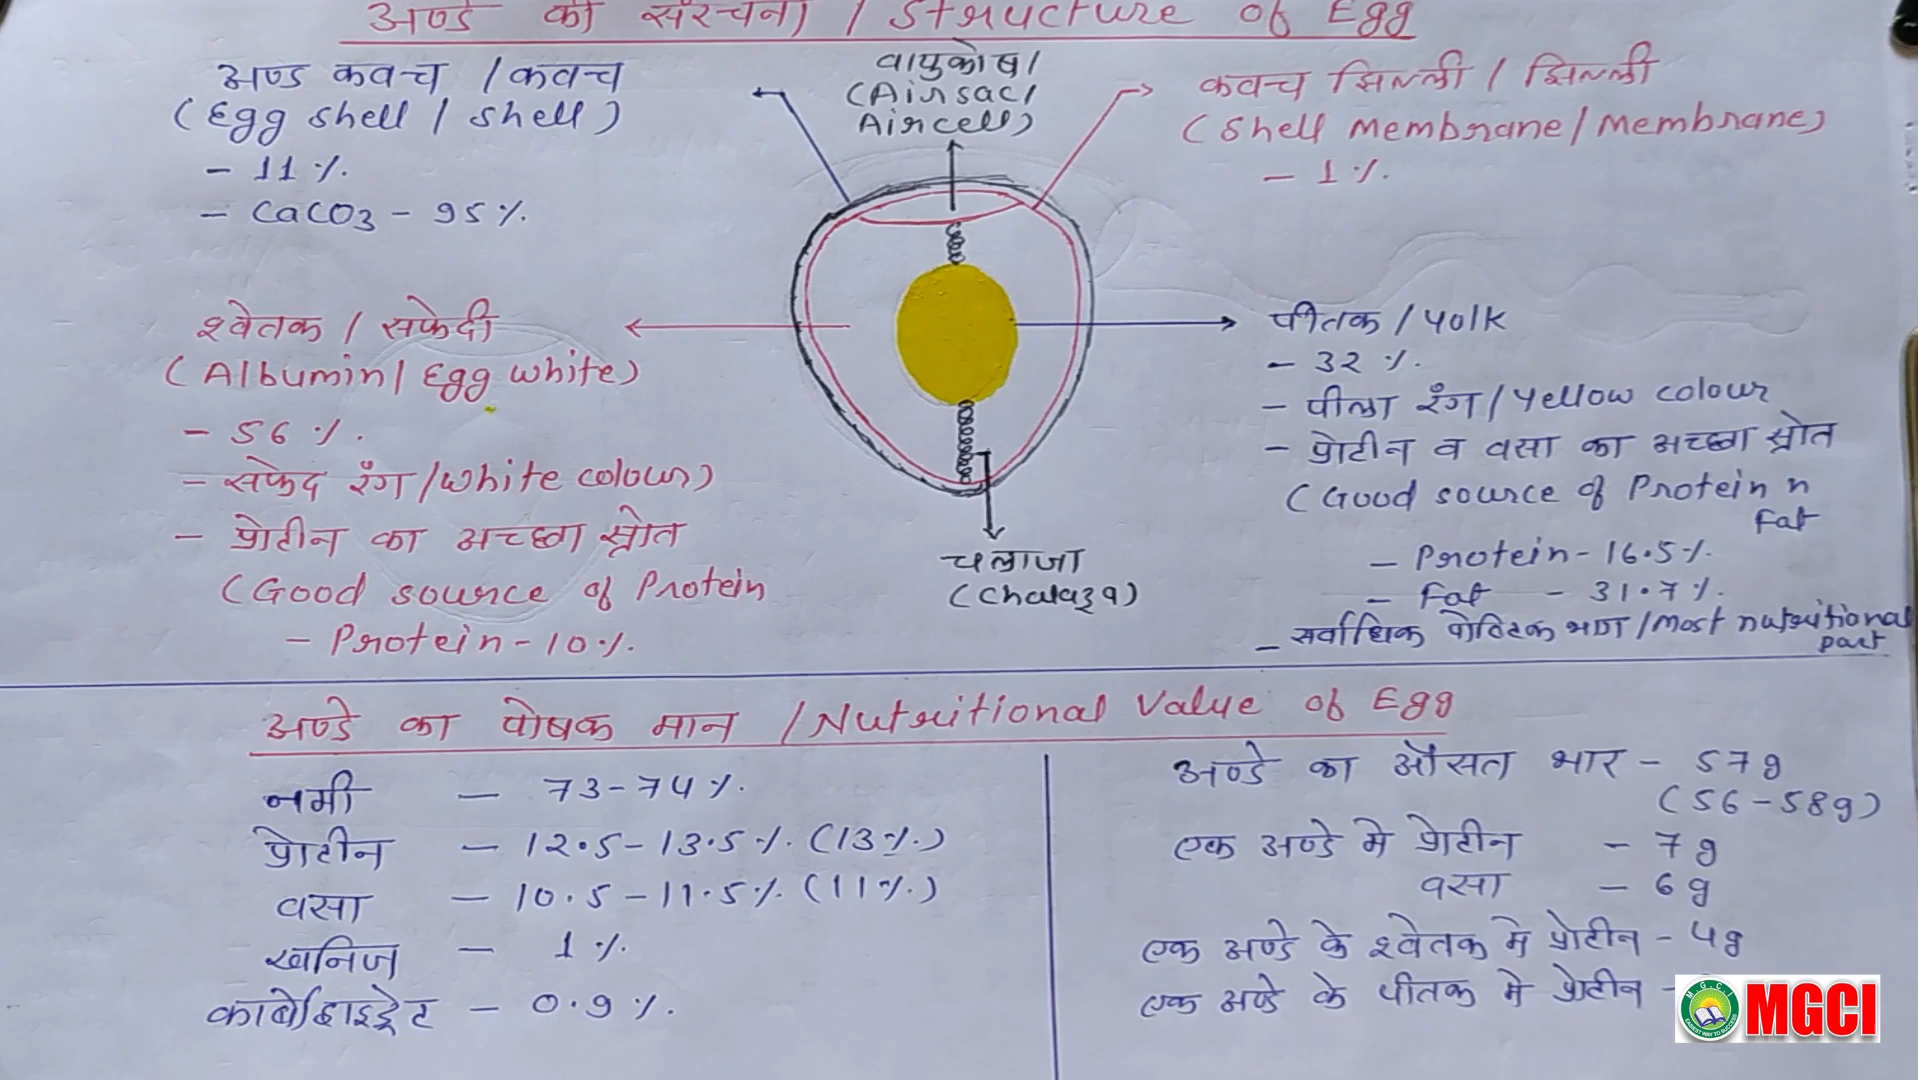 अण्डे की संरचना / Structure of Egg
अण्ड कवच / कवच
(Egg shell / shell)
- 11 %.
- CaCO3 - 95 %.
वायुकोष /
(Airsac /
Aircell)
कवच झिल्ली / झिल्ली
(Shell membrane / membrane)
- 1 %.
श्वेतक / सफेदी
(Albumin / Egg white)
- 56 %.
- सफेद रँग / white colour)
- प्रोटीन का अच्छा स्रोत
(Good source of Protein
- Protein - 10 %.
पीतक / yolk
- 32 %.
- पीला रँग / yellow colour
- प्रोटीन व वसा का अच्छा स्रोत
(Good source of Protein n
Fat
- Protein - 16.5 %.
- Fat - 31.7 %.
- सर्वाधिक पोष्टिक भाग / most nutritional
part
चलाजा
(Chalaza)
अण्डे का पोषक मान / Nutritional Value of Egg
नमी - 73-74 %.
प्रोटीन - 12.5-13.5 %. (13 %.)
वसा - 10.5-11.5 %. (11 %.)
खनिज - 1 %.
कार्बोहाइड्रेट - 0.9 %.
अण्डे का औसत भार - 57g
(56-58g)
एक अण्डे मे प्रोटीन - 7g
वसा - 6g
एक अण्डे के श्वेतक मे प्रोटीन - 4g
एक अण्डे के पीतक मे प्रोटीन -
M.G.C.I
MGCI